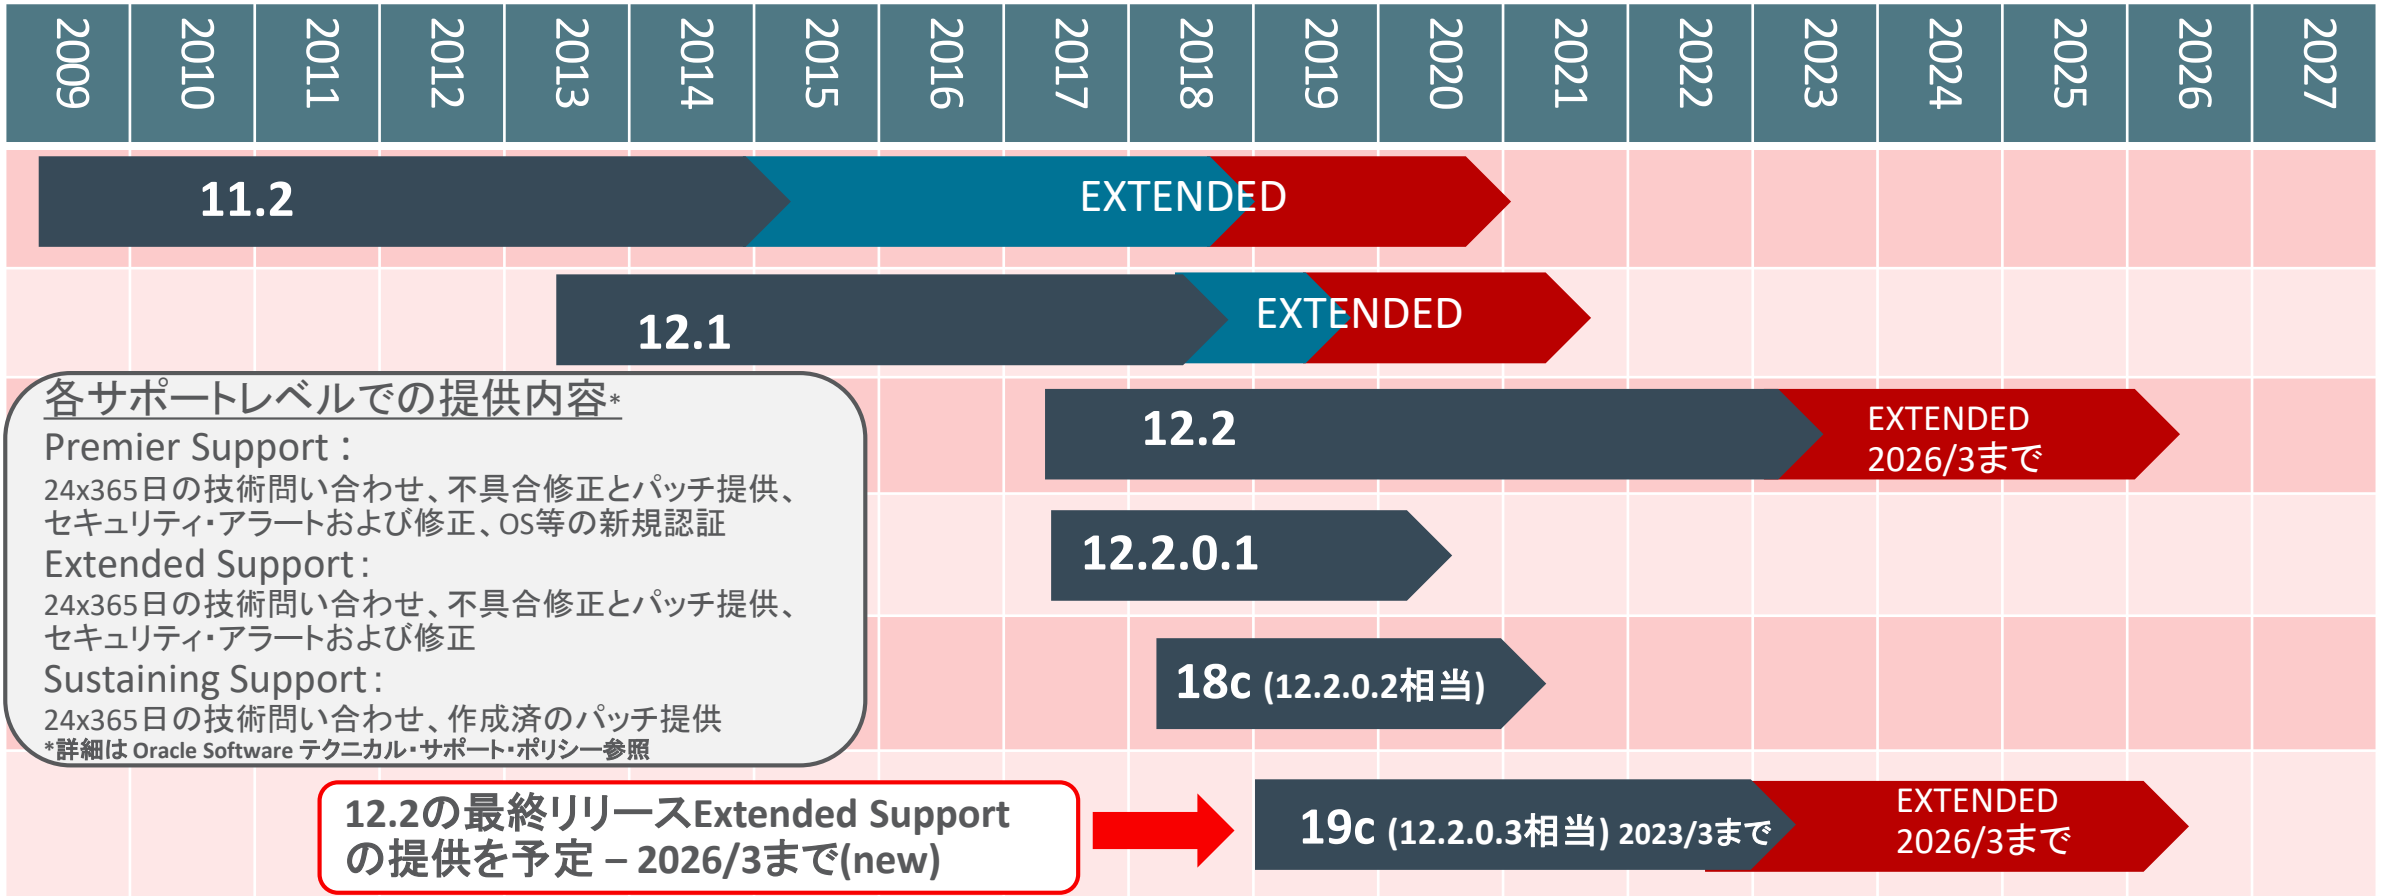 2009 2010 2011 2012 2013 2014 2015 2016 2017 2018 2019 2020 2021 2022 2023 2024 2025 2026 2027
11.2
EXTENDED
12.1
EXTENDED
12.2
EXTENDED
2026/3まで
12.2.0.1
18c (12.2.0.2相当)
19c (12.2.0.3相当) 2023/3まで
EXTENDED
2026/3まで
各サポートレベルでの提供内容*
Premier Support：
24x365日の技術問い合わせ、不具合修正とパッチ提供、
セキュリティ・アラートおよび修正、OS等の新規認証
Extended Support：
24x365日の技術問い合わせ、不具合修正とパッチ提供、
セキュリティ・アラートおよび修正
Sustaining Support：
24x365日の技術問い合わせ、作成済のパッチ提供
*詳細は Oracle Software テクニカル・サポート・ポリシー参照
12.2の最終リリースExtended Support
の提供を予定 – 2026/3まで(new)